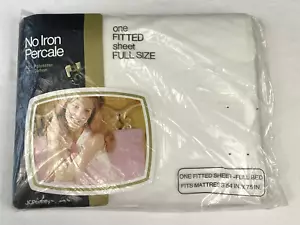 No Iron
Percale
one
FITTED
sheet
FULL SIZE
JCPenney
ONE FITTED SHEET-FULL BED
FITS MATTRESS 54 IN X 75 IN